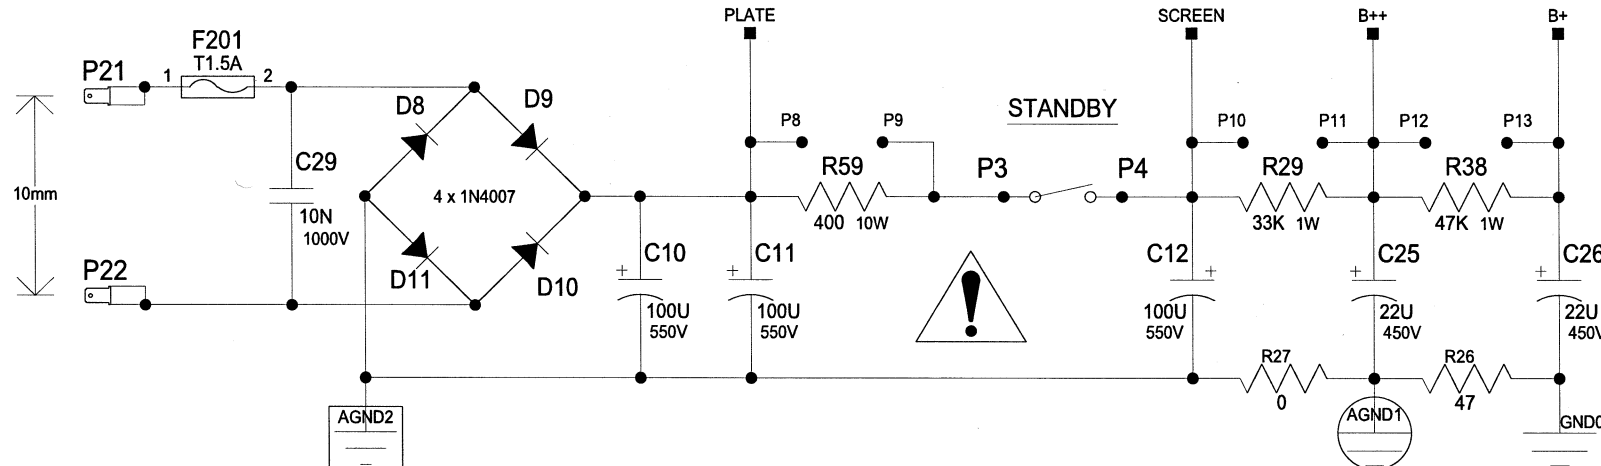 PLATE
SCREEN
B++
B+
F201
T1.5A
P21
1
2
D8
D9
STANDBY
P8
P9
P10
P11
P12
P13
C29
10N
1000V
10mm
4 x 1N4007
R59
400
10W
P3
P4
R29
33K
1W
R38
47K
1W
P22
D11
D10
C10
+
100U
550V
C11
+
100U
550V
!
C12
+
100U
550V
C25
+
22U
450V
C26
+
22U
450V
R27
0
R26
47
AGND2
AGND1
GND0